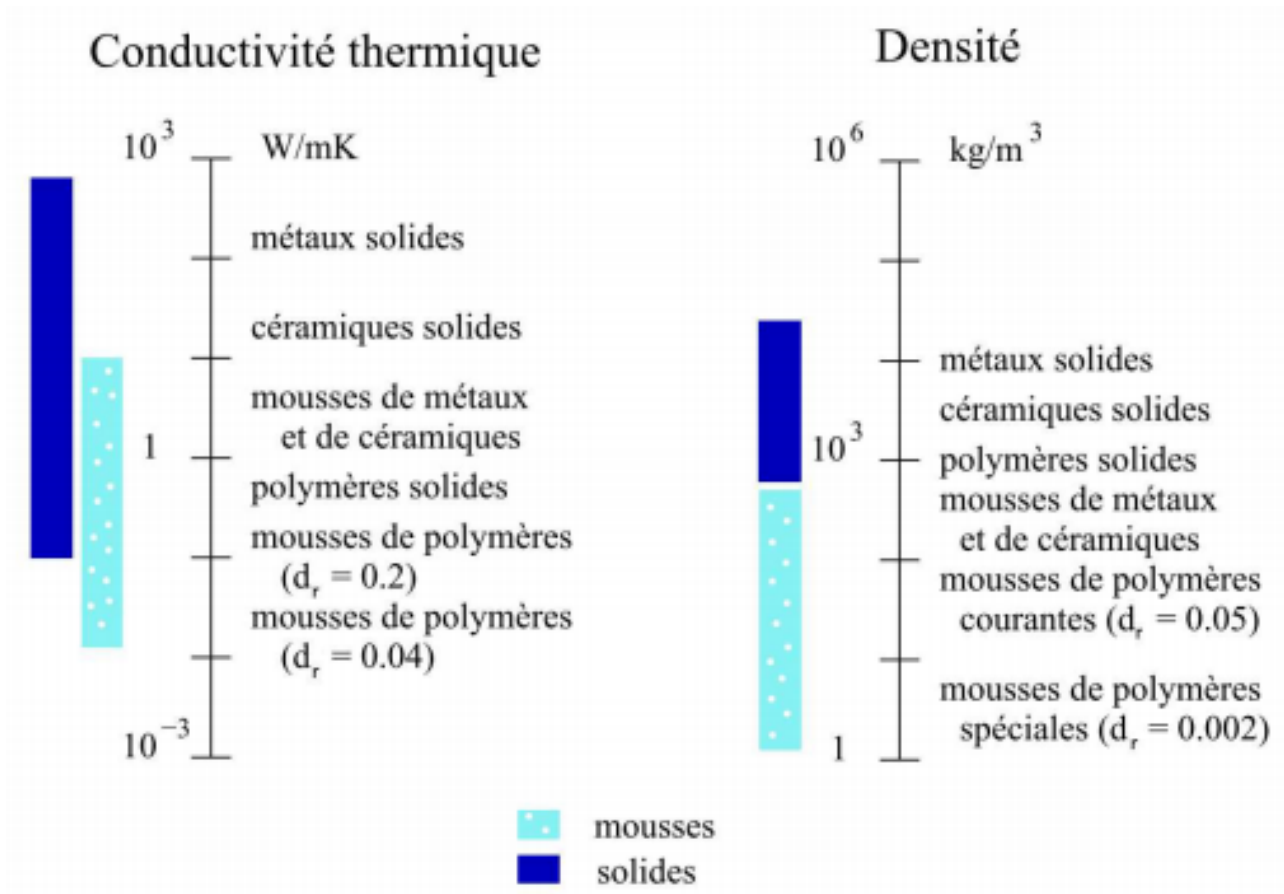 Conductivité thermique
10³ W/mK
métaux solides
céramiques solides
mousses de métaux
et de céramiques
1
polymères solides
mousses de polymères
(dᵣ = 0.2)
mousses de polymères
(dᵣ = 0.04)
10⁻³
Densité
10⁶ kg/m³
métaux solides
céramiques solides
10³
polymères solides
mousses de métaux
et de céramiques
mousses de polymères
courantes (dᵣ = 0.05)
mousses de polymères
spéciales (dᵣ = 0.002)
1
mousses
solides